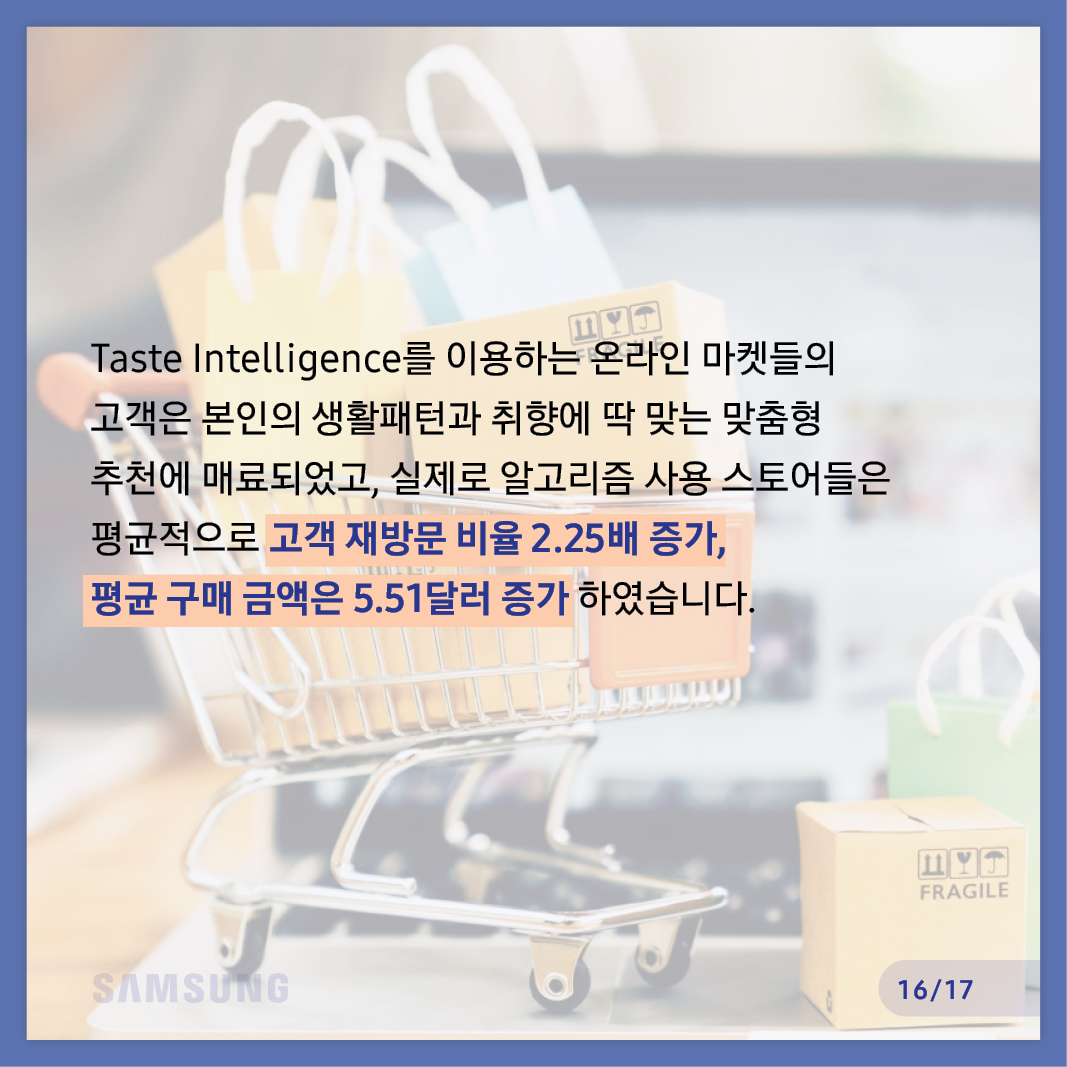 Taste Intelligence를 이용하는 온라인 마켓들의
고객은 본인의 생활패턴과 취향에 딱 맞는 맞춤형
추천에 매료되었고, 실제로 알고리즘 사용 스토어들은
평균적으로 고객 재방문 비율 2.25배 증가,
평균 구매 금액은 5.51달러 증가 하였습니다.
FRAGILE
FRAGILE
SAMSUNG
16/17